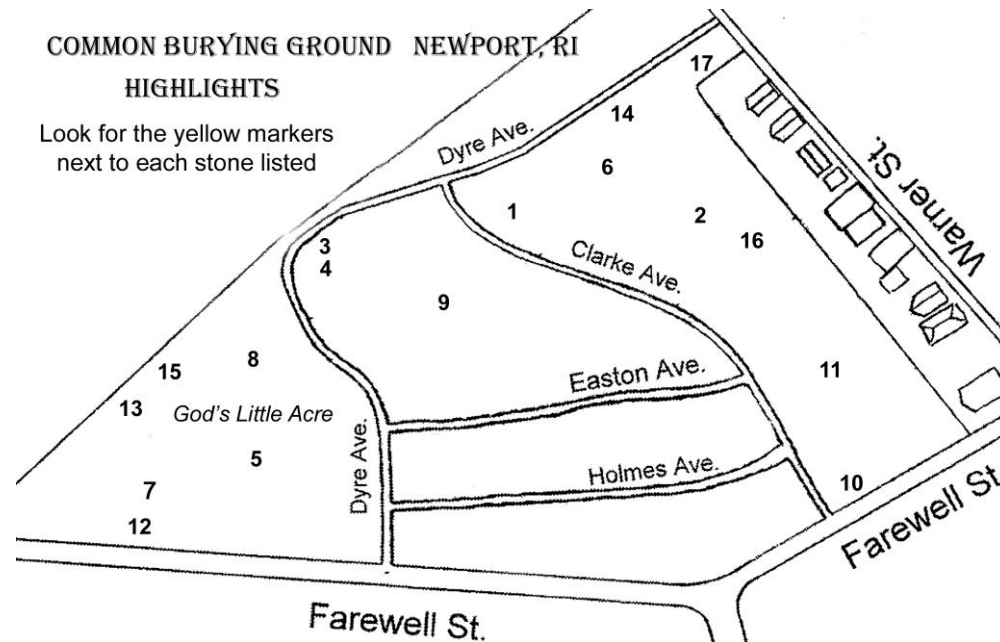 COMMON BURYING GROUND NEWPORT, RI
HIGHLIGHTS
Look for the yellow markers
next to each stone listed
17
14
Dyre Ave.
6
1
2
16
Warner St.
3
4
Clarke Ave.
9
8
15
11
Easton Ave.
13
God's Little Acre
Dyre Ave.
5
Holmes Ave.
7
10
12
Farewell St.
Farewell St.